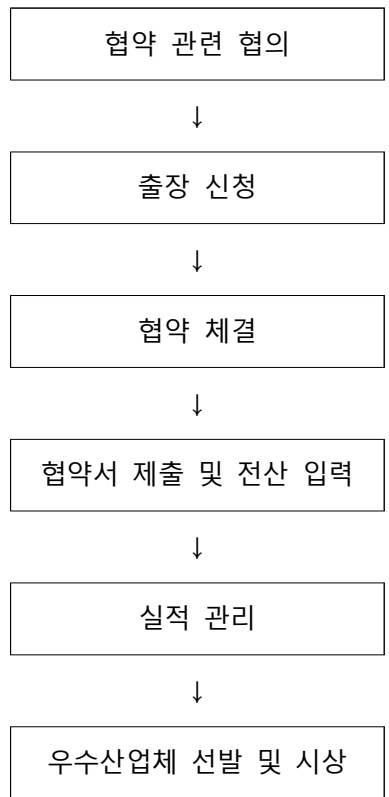 협약 관련 협의
↓
출장 신청
↓
협약 체결
↓
협약서 제출 및 전산 입력
↓
실적 관리
↓
우수산업체 선발 및 시상